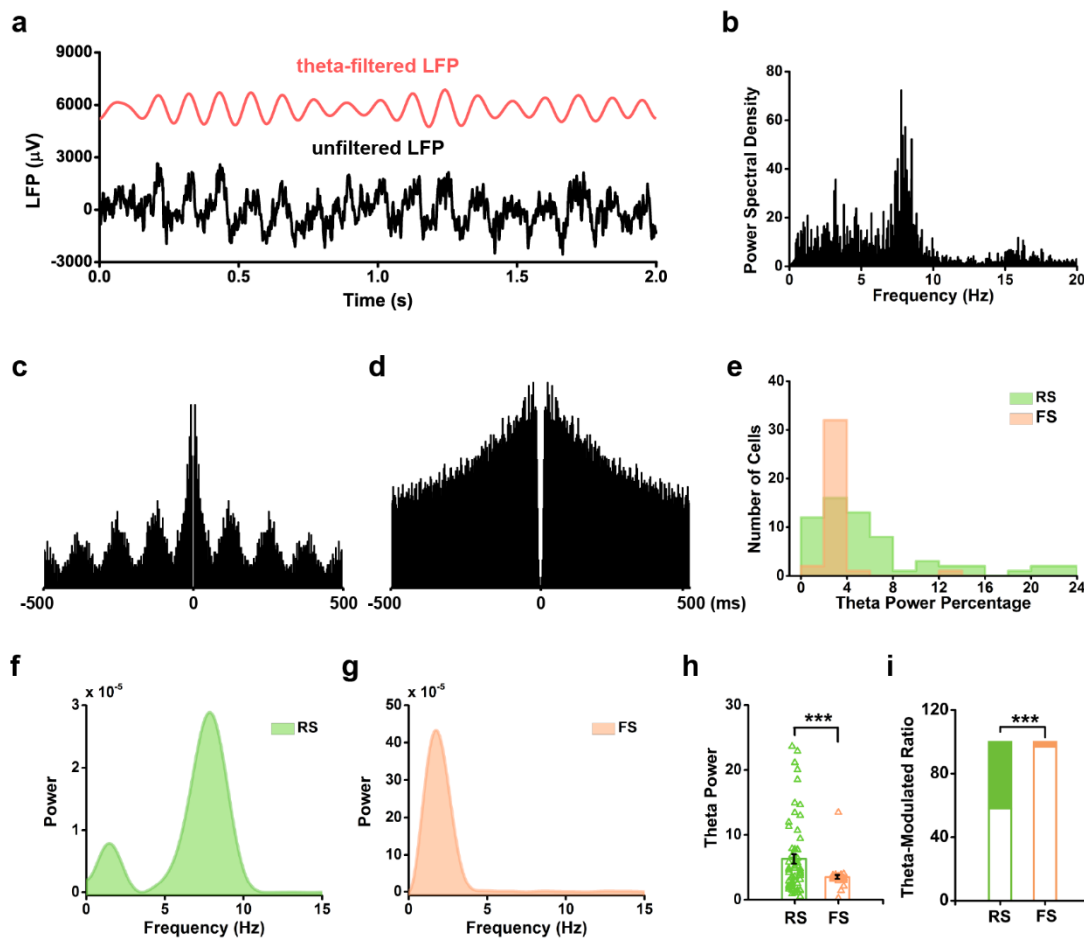 a
9000
6000
3000
0
-3000
LFP (μV)
theta-filtered LFP
unfiltered LFP
0.0 0.5 1.0 1.5 2.0
Time (s)
b
80
60
40
20
0
Power Spectral Density
0 5 10 15 20
Frequency (Hz)
c
-500 0 500
d
-500 0 500 (ms)
e
40
30
20
10
0
Number of Cells
RS
FS
0 4 8 12 16 20 24
Theta Power Percentage
f
x 10⁻⁵
3
2
1
0
Power
RS
0 5 10 15
Frequency (Hz)
g
x 10⁻⁵
50
40
30
20
10
0
Power
FS
0 5 10 15
Frequency (Hz)
h
30
20
10
0
Theta Power
***
RS FS
i
120
80
40
0
Theta-Modulated Ratio
***
RS FS